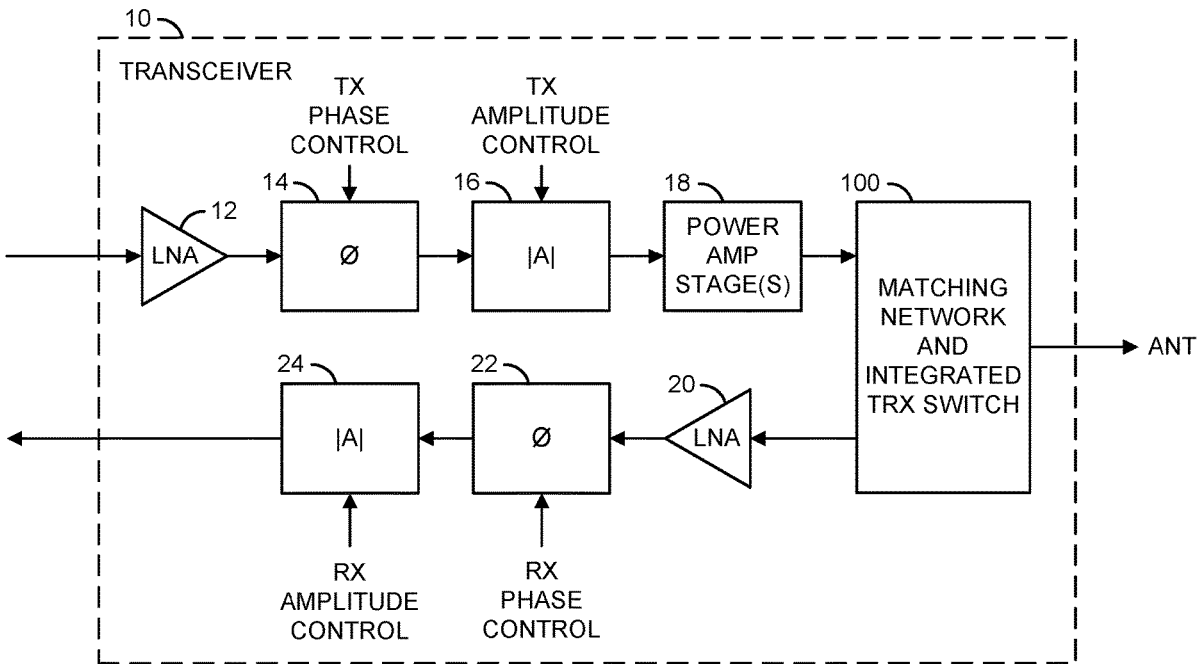 10
TRANSCEIVER
TX
PHASE
CONTROL
TX
AMPLITUDE
CONTROL
12
14
16
18
100
LNA
Ø
|A|
POWER
AMP
STAGE(S)
MATCHING
NETWORK
AND
INTEGRATED
TRX SWITCH
ANT
24
22
20
|A|
Ø
LNA
RX
AMPLITUDE
CONTROL
RX
PHASE
CONTROL